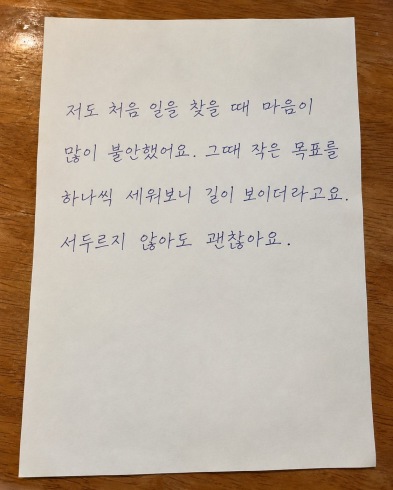 저도 처음 일을 찾을 때 마음이
많이 불안했어요. 그때 작은 목표를
하나씩 세워보니 길이 보이더라고요.
서두르지 않아도 괜찮아요.